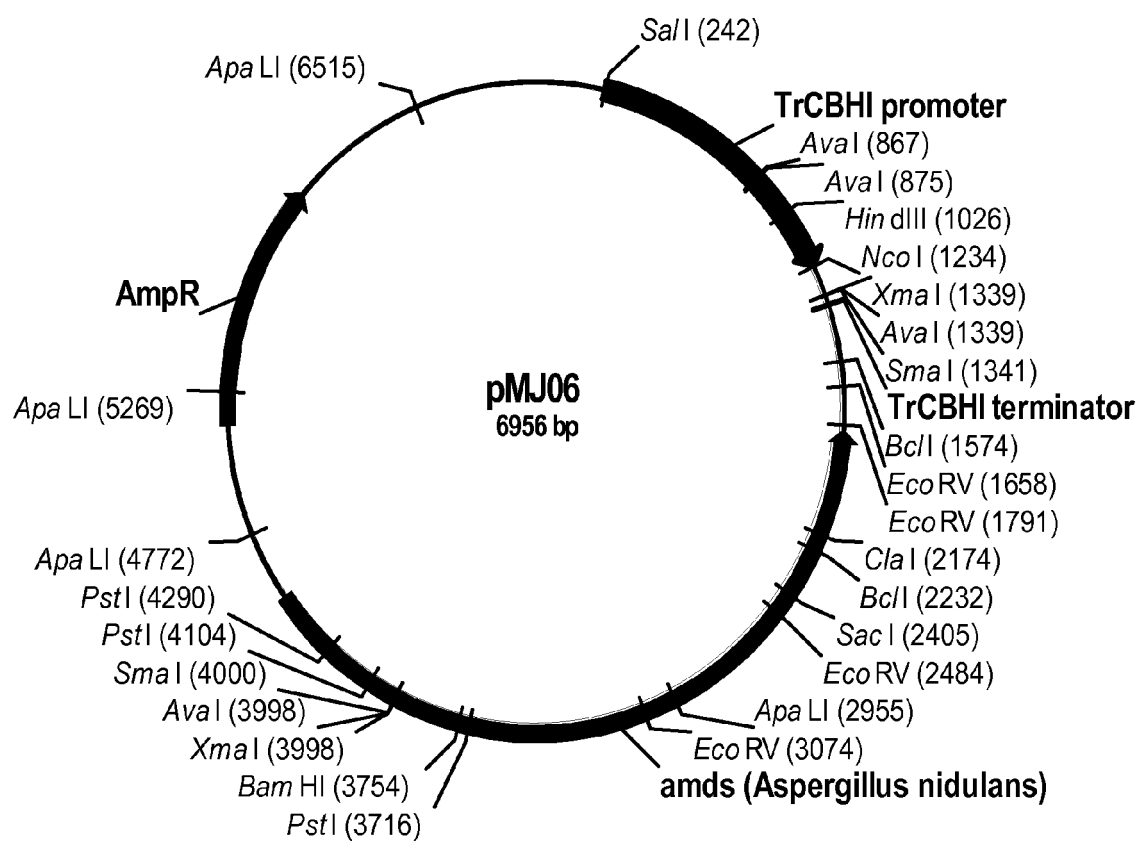 Sal I (242)
Apa LI (6515)
TrCBHI promoter
Ava I (867)
Ava I (875)
Hin dIII (1026)
Nco I (1234)
Xma I (1339)
Ava I (1339)
Sma I (1341)
TrCBHI terminator
Bcl I (1574)
Eco RV (1658)
Eco RV (1791)
Cla I (2174)
Bcl I (2232)
Sac I (2405)
Eco RV (2484)
Apa LI (2955)
Eco RV (3074)
amds (Aspergillus nidulans)
Pst I (3716)
Bam HI (3754)
Xma I (3998)
Ava I (3998)
Sma I (4000)
Pst I (4104)
Pst I (4290)
Apa LI (4772)
Apa LI (5269)
AmpR
pMJ06
6956 bp